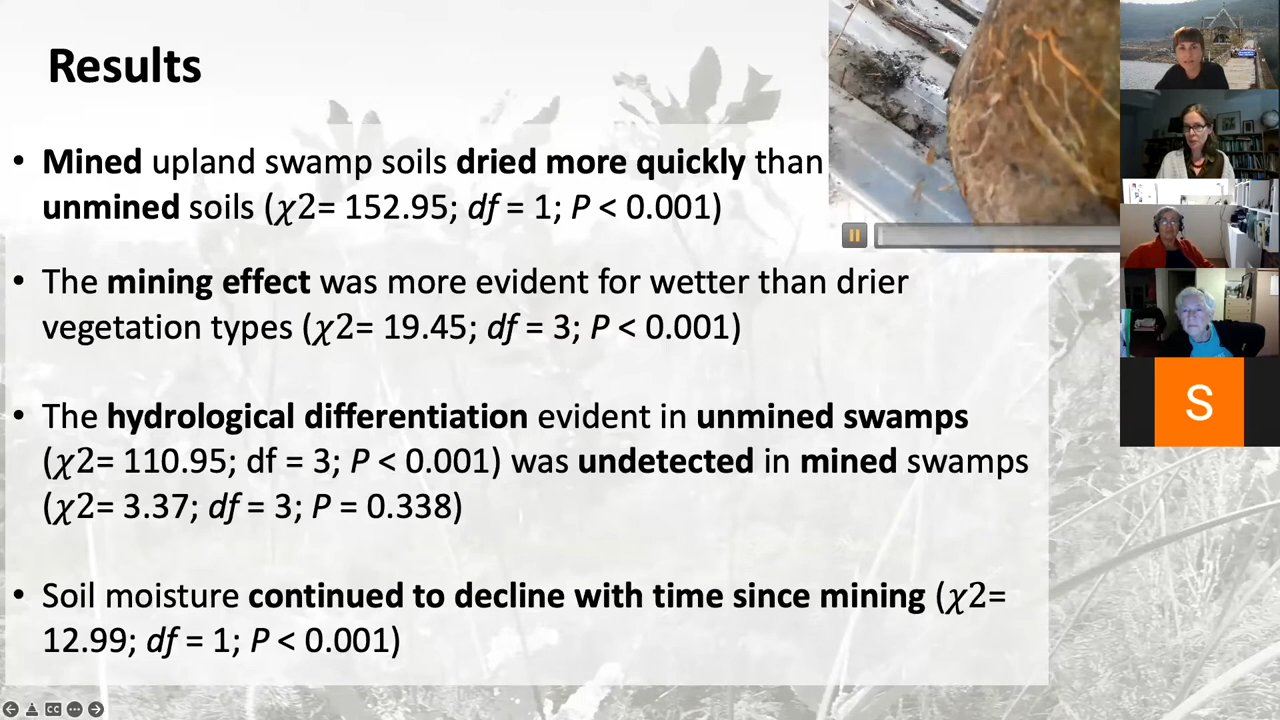 Results
• Mined upland swamp soils dried more quickly than
unmined soils (χ2= 152.95; df = 1; P < 0.001)
• The mining effect was more evident for wetter than drier
vegetation types (χ2= 19.45; df = 3; P < 0.001)
• The hydrological differentiation evident in unmined swamps
(χ2= 110.95; df = 3; P < 0.001) was undetected in mined swamps
(χ2= 3.37; df = 3; P = 0.338)
• Soil moisture continued to decline with time since mining (χ2=
12.99; df = 1; P < 0.001)
S
CC